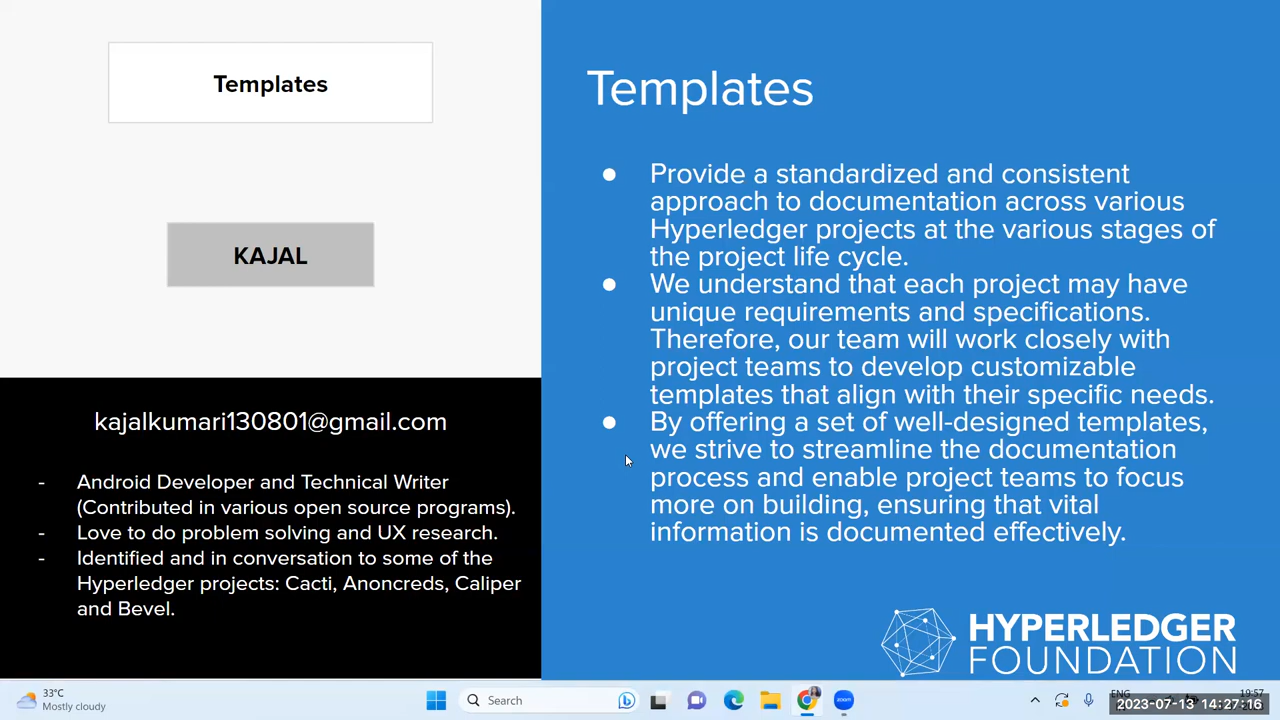 Templates
KAJAL
kajalkumari130801@gmail.com
- Android Developer and Technical Writer
(Contributed in various open source programs).
- Love to do problem solving and UX research.
- Identified and in conversation to some of the
Hyperledger projects: Cacti, Anoncreds, Caliper
and Bevel.
Templates
● Provide a standardized and consistent
approach to documentation across various
Hyperledger projects at the various stages of
the project life cycle.
● We understand that each project may have
unique requirements and specifications.
Therefore, our team will work closely with
project teams to develop customizable
templates that align with their specific needs.
● By offering a set of well-designed templates,
we strive to streamline the documentation
process and enable project teams to focus
more on building, ensuring that vital
information is documented effectively.
HYPERLEDGER
FOUNDATION
33°C
Mostly cloudy
Search
zoom
ENG
19:57
2023-07-13 14:27:16